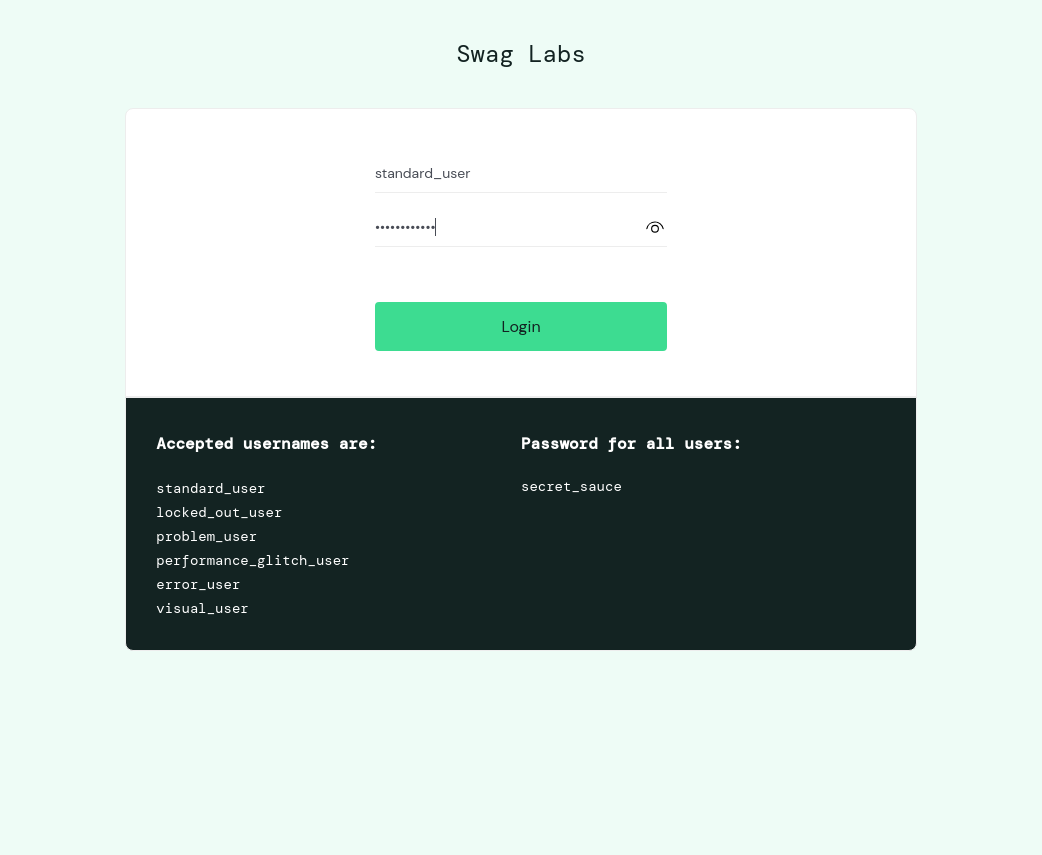 Swag Labs
standard_user
••••••••••••
Login
Accepted usernames are:
standard_user
locked_out_user
problem_user
performance_glitch_user
error_user
visual_user
Password for all users:
secret_sauce